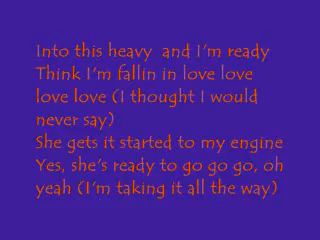 Into this heavy  and I'm ready
Think I'm fallin in love love
love love (I thought I would
never say)
She gets it started to my engine
Yes, she's ready to go go go, oh
yeah (I'm taking it all the way)